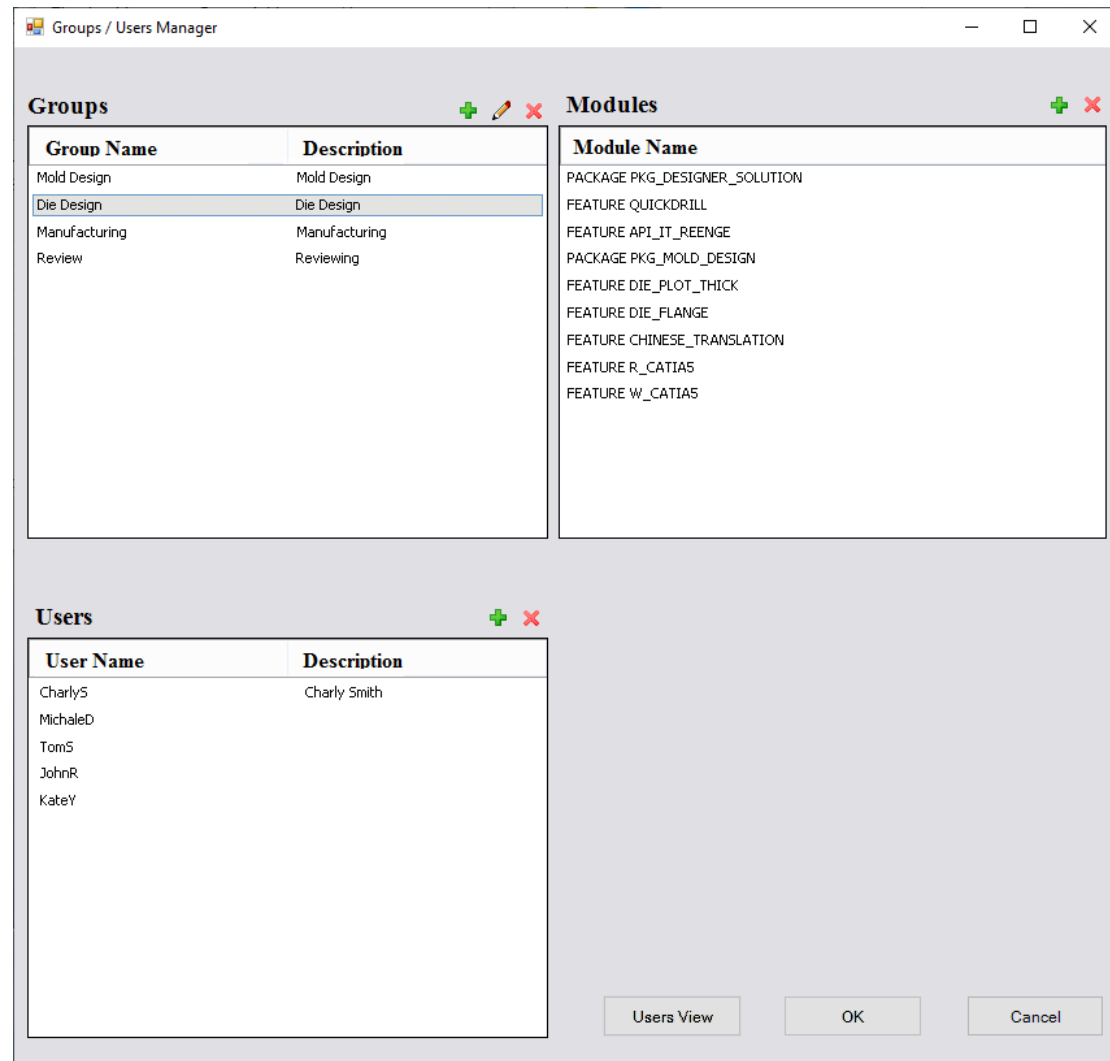 Groups / Users Manager
Groups
Group Name Description
Mold Design Mold Design
Die Design Die Design
Manufacturing Manufacturing
Review Reviewing
Modules
Module Name
PACKAGE PKG_DESIGNER_SOLUTION
FEATURE QUICKDRILL
FEATURE API_IT_REENGE
PACKAGE PKG_MOLD_DESIGN
FEATURE DIE_PLOT_THICK
FEATURE DIE_FLANGE
FEATURE CHINESE_TRANSLATION
FEATURE R_CATIA5
FEATURE W_CATIA5
Users
User Name Description
CharlyS Charly Smith
MichaleD
TomS
JohnR
KateY
Users View OK Cancel